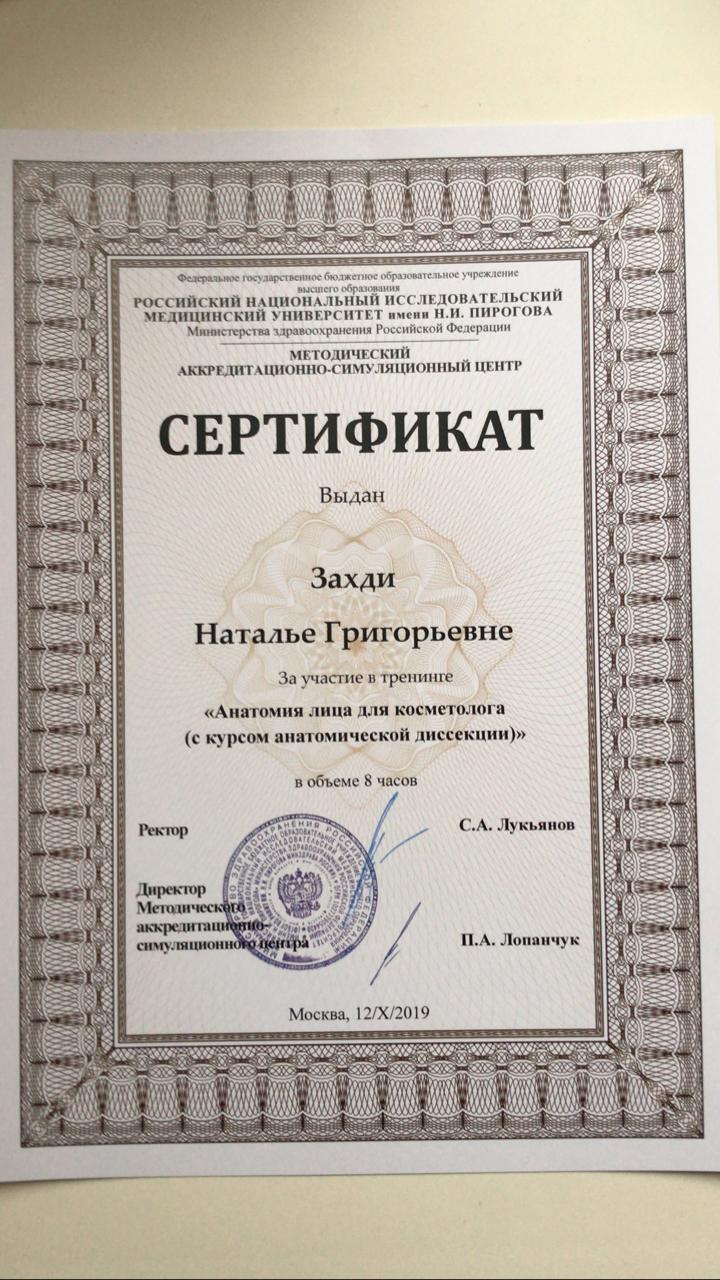 Федеральное государственное бюджетное образовательное учреждение
высшего образования
РОССИЙСКИЙ НАЦИОНАЛЬНЫЙ ИССЛЕДОВАТЕЛЬСКИЙ
МЕДИЦИНСКИЙ УНИВЕРСИТЕТ имени Н.И. ПИРОГОВА
Министерства здравоохранения Российской Федерации
МЕТОДИЧЕСКИЙ
АККРЕДИТАЦИОННО-СИМУЛЯЦИОННЫЙ ЦЕНТР
СЕРТИФИКАТ
Выдан
Захди
Наталье Григорьевне
За участие в тренинге
«Анатомия лица для косметолога
(с курсом анатомической диссекции)»
в объеме 8 часов
Ректор
С.А. Лукьянов
Директор
Методического
аккредитационно-
симуляционного центра
П.А. Лопанчук
Москва, 12/X/2019